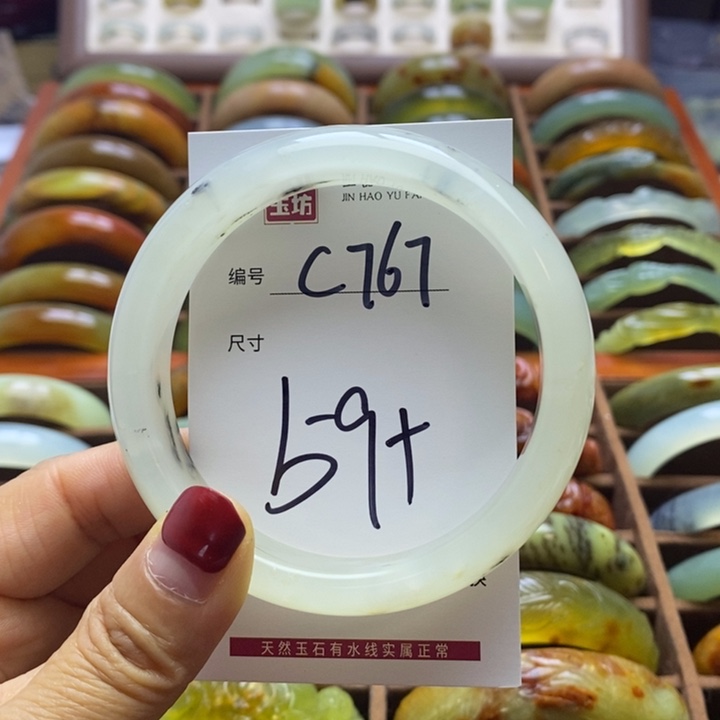 玉坊
JIN HAO YU FA
编号 C767
尺寸
59+
天然玉石有水线实属正常